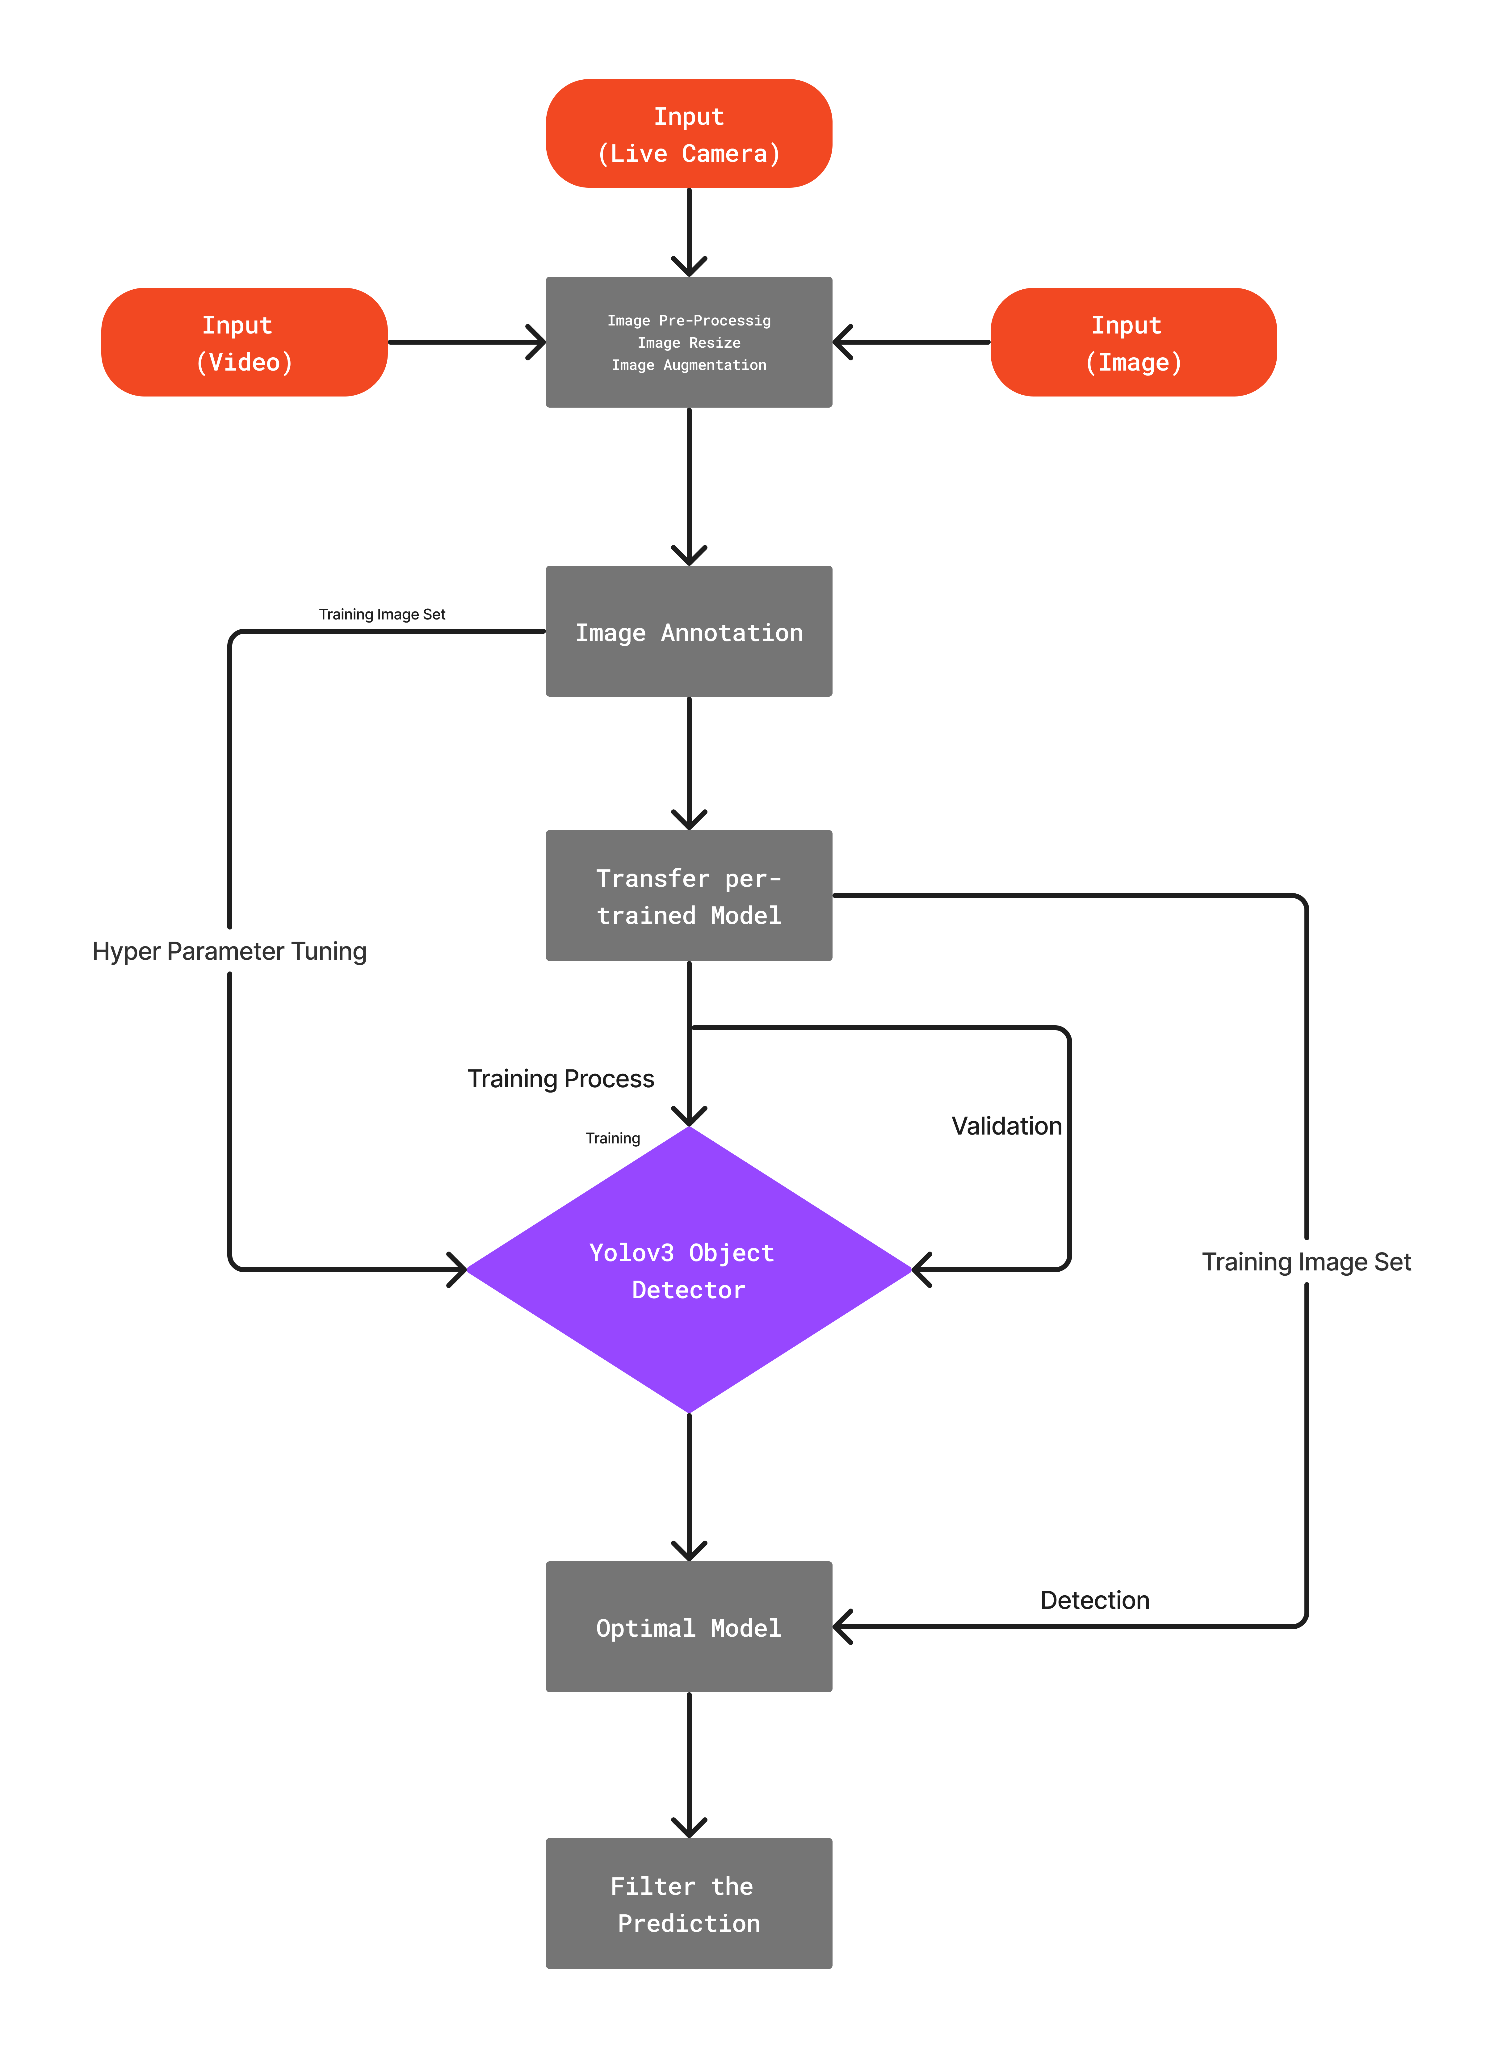 Input
(Live Camera)
Input
(Video)
Image Pre-Processig
Image Resize
Image Augmentation
Input
(Image)
Training Image Set
Image Annotation
Transfer per-
trained Model
Hyper Parameter Tuning
Training Process
Validation
Training
Yolov3 Object
Detector
Training Image Set
Detection
Optimal Model
Filter the
Prediction